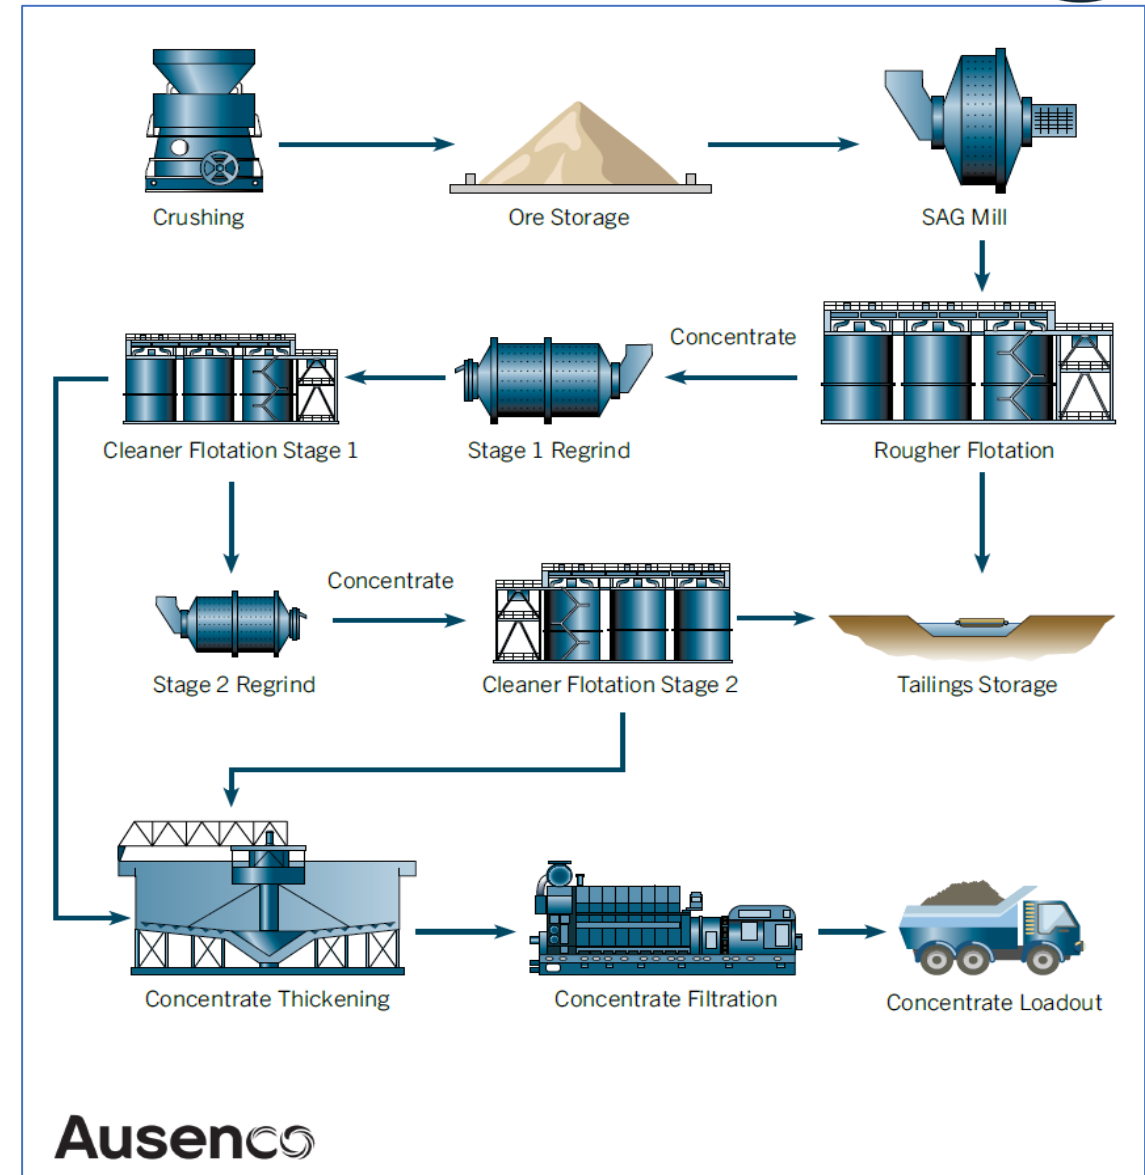 Crushing
Ore Storage
SAG Mill
Concentrate
Cleaner Flotation Stage 1
Stage 1 Regrind
Rougher Flotation
Concentrate
Stage 2 Regrind
Cleaner Flotation Stage 2
Tailings Storage
Concentrate Thickening
Concentrate Filtration
Concentrate Loadout
Ausenco